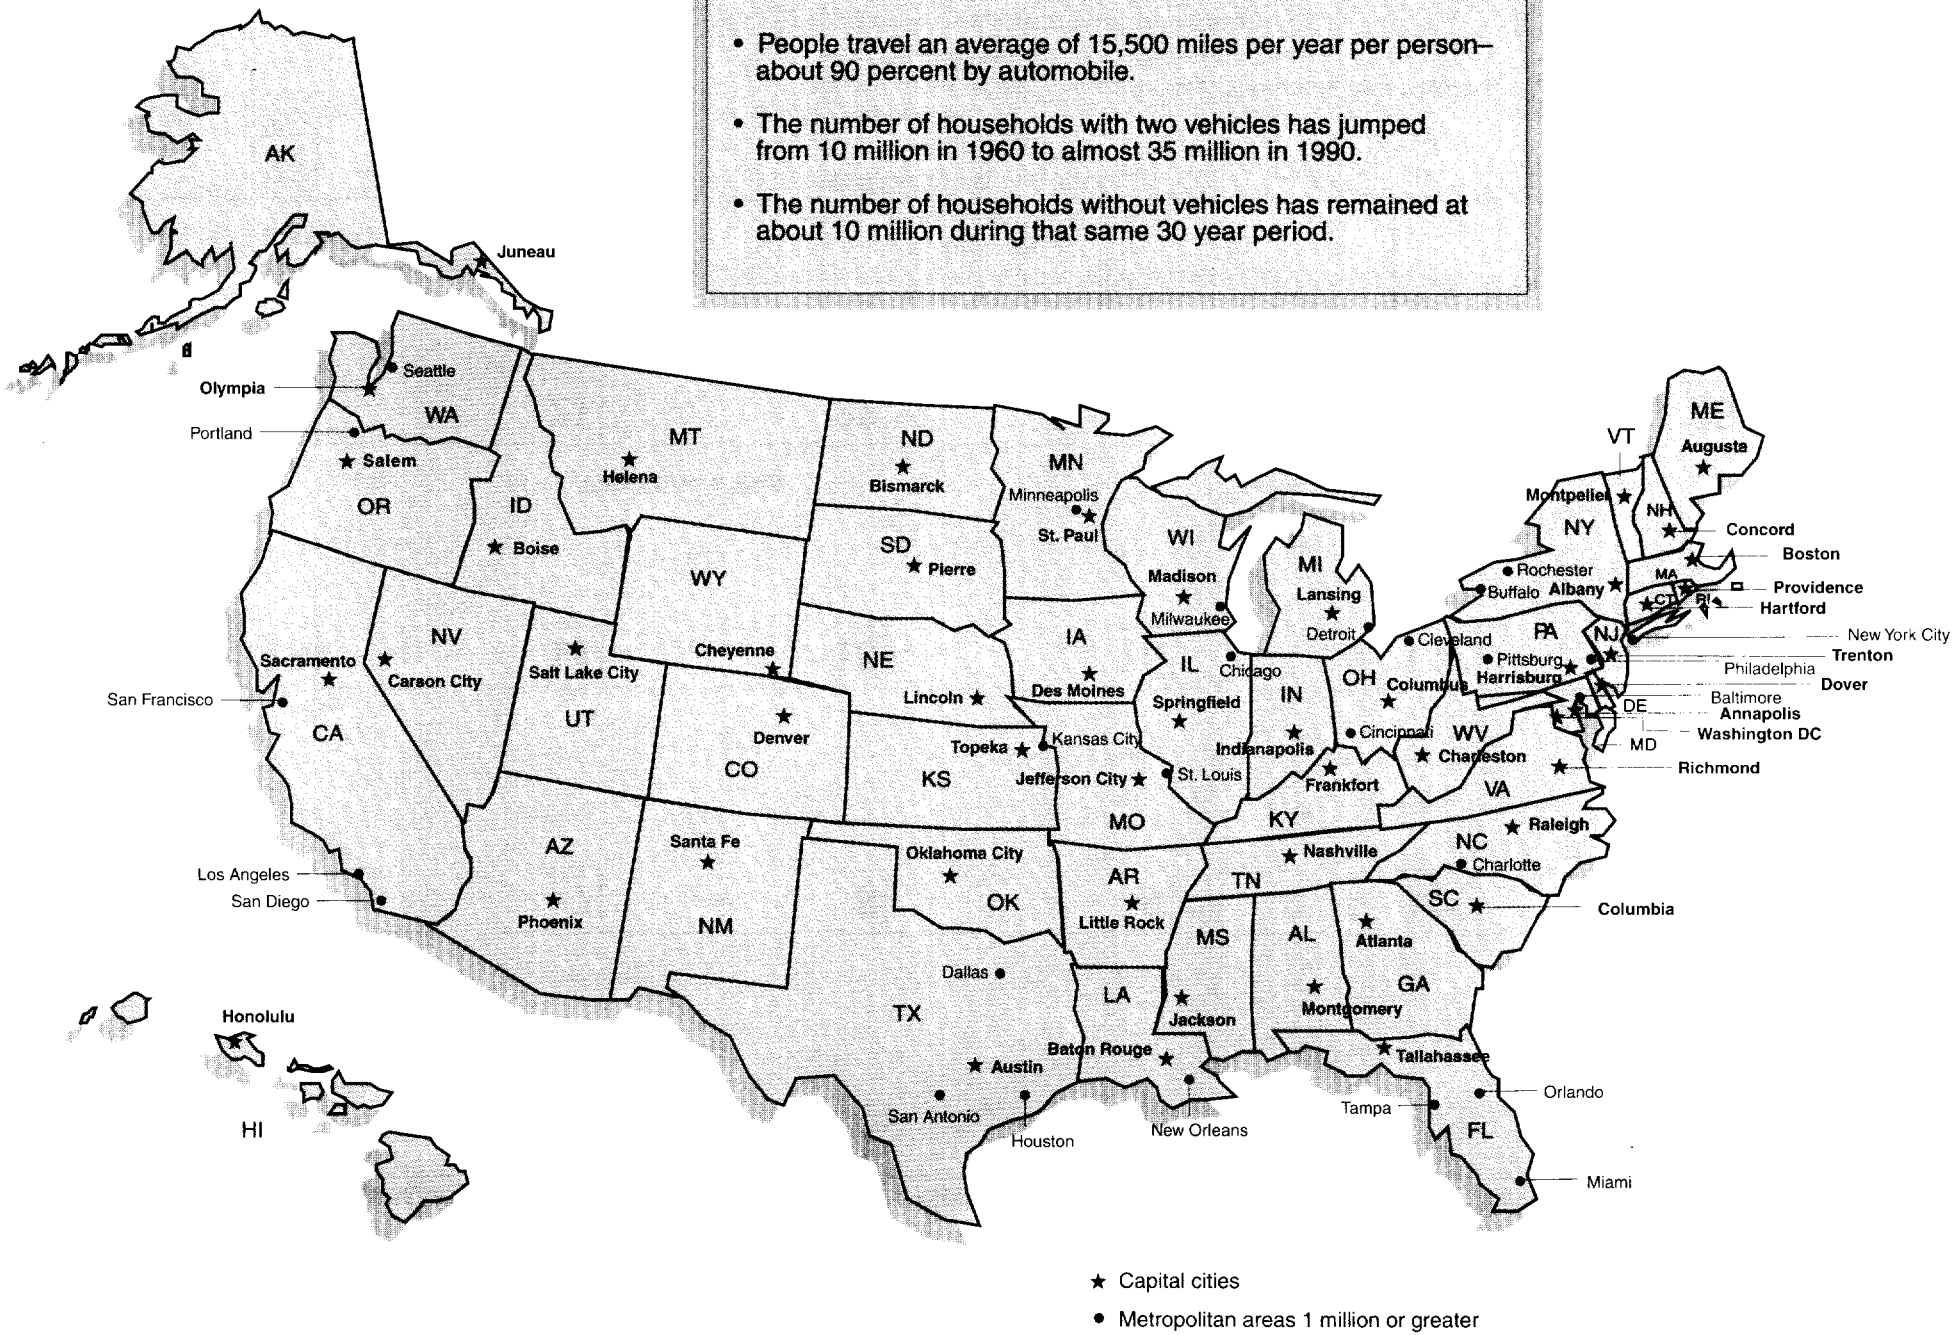 • People travel an average of 15,500 miles per year per person–
about 90 percent by automobile.
• The number of households with two vehicles has jumped
from 10 million in 1960 to almost 35 million in 1990.
• The number of households without vehicles has remained at
about 10 million during that same 30 year period.
AK
Juneau
Seattle
Olympia
WA
Portland
Salem
OR
ID
Boise
MT
Helena
ND
Bismarck
MN
Minneapolis
St. Paul
SD
Pierre
WY
Cheyenne
WI
Madison
Milwaukee
MI
Lansing
Detroit
ME
Augusta
VT
Montpelier
NH
Concord
NY
Rochester
Buffalo
Albany
Boston
MA
Providence
CT
RI
Hartford
New York City
NJ
Trenton
PA
Pittsburg
Harrisburg
Philadelphia
Dover
Baltimore
DE
Annapolis
Washington DC
MD
Richmond
Sacramento
San Francisco
CA
NV
Carson City
Salt Lake City
UT
Denver
CO
NE
Lincoln
IA
Des Moines
IL
Chicago
Springfield
IN
Indianapolis
OH
Cleveland
Columbus
Cincinnati
WV
Charleston
VA
Topeka
Kansas City
KS
Jefferson City
St. Louis
MO
Frankfort
KY
Los Angeles
San Diego
AZ
Phoenix
Santa Fe
NM
Oklahoma City
OK
AR
Little Rock
Nashville
TN
NC
Raleigh
Charlotte
SC
Columbia
MS
Jackson
AL
Montgomery
Atlanta
GA
Dallas
TX
Austin
San Antonio
Houston
LA
Baton Rouge
New Orleans
Tallahassee
Orlando
Tampa
FL
Miami
Honolulu
HI
★ Capital cities
• Metropolitan areas 1 million or greater